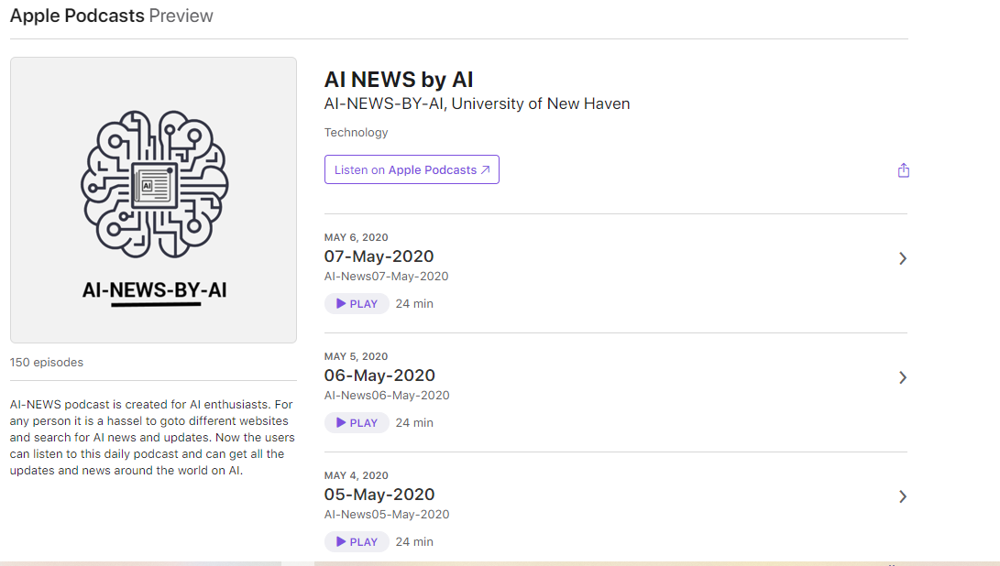 Apple Podcasts Preview
AI
AI-NEWS-BY-AI
150 episodes
AI-NEWS podcast is created for AI enthusiasts. For
any person it is a hassel to goto different websites
and search for AI news and updates. Now the users
can listen to this daily podcast and can get all the
updates and news around the world on AI.
AI NEWS by AI
AI-NEWS-BY-AI, University of New Haven
Technology
Listen on Apple Podcasts ↗
MAY 6, 2020
07-May-2020
AI-News07-May-2020
PLAY 24 min
MAY 5, 2020
06-May-2020
AI-News06-May-2020
PLAY 24 min
MAY 4, 2020
05-May-2020
AI-News05-May-2020
PLAY 24 min